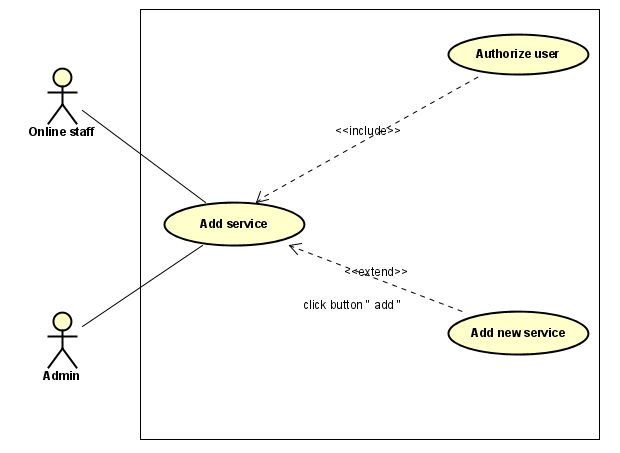 Authorize user
Online staff
<<include>>
Add service
<<extend>>
click button " add "
Add new service
Admin